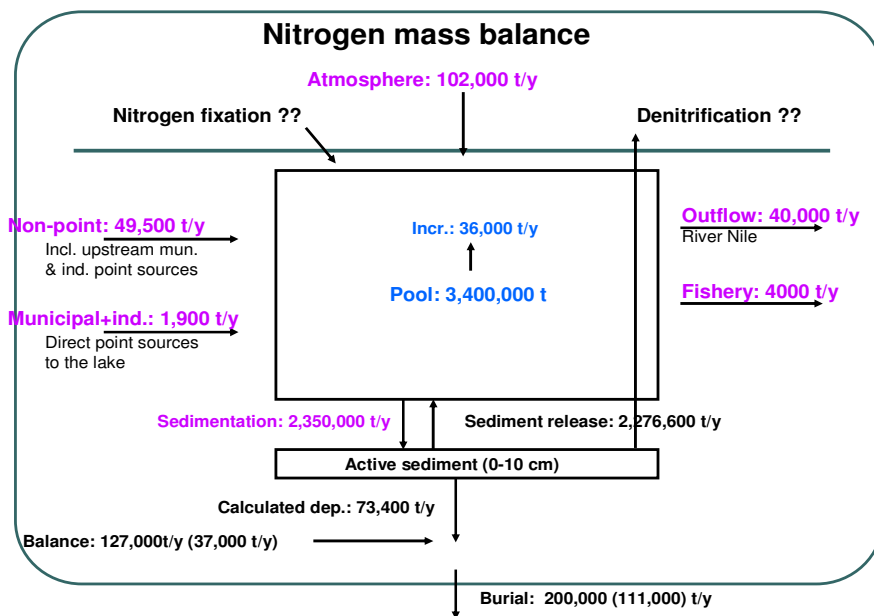 Nitrogen mass balance
Atmosphere: 102,000 t/y
Nitrogen fixation ??
Denitrification ??
Non-point: 49,500 t/y
Incl. upstream mun.
& ind. point sources
Incr.: 36,000 t/y
Outflow: 40,000 t/y
River Nile
Pool: 3,400,000 t
Fishery: 4000 t/y
Municipal+ind.: 1,900 t/y
Direct point sources
to the lake
Sedimentation: 2,350,000 t/y
Sediment release: 2,276,600 t/y
Active sediment (0-10 cm)
Calculated dep.: 73,400 t/y
Balance: 127,000t/y (37,000 t/y)
Burial: 200,000 (111,000) t/y